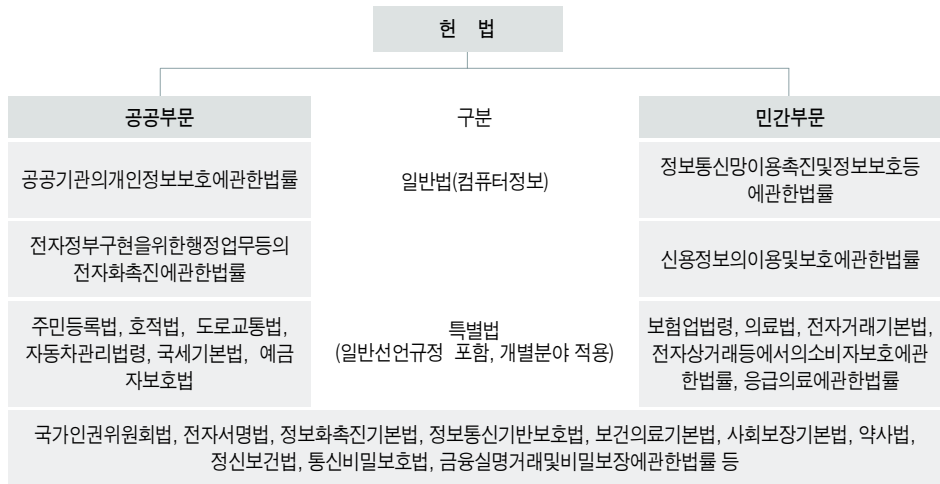 헌 법
공공부문
구분
민간부문
공공기관의개인정보보호에관한법률
일반법(컴퓨터정보)
정보통신망이용촉진및정보보호등
에관한법률
전자정부구현을위한행정업무등의
전자화촉진에관한법률
신용정보의이용및보호에관한법률
주민등록법, 호적법, 도로교통법,
자동차관리법령, 국세기본법, 예금
자보호법
특별법
(일반선언규정 포함, 개별분야 적용)
보험업법령, 의료법, 전자거래기본법,
전자상거래등에서의소비자보호에관
한법률, 응급의료에관한법률
국가인권위원회법, 전자서명법, 정보화촉진기본법, 정보통신기반보호법, 보건의료기본법, 사회보장기본법, 약사법,
정신보건법, 통신비밀보호법, 금융실명거래및비밀보장에관한법률 등